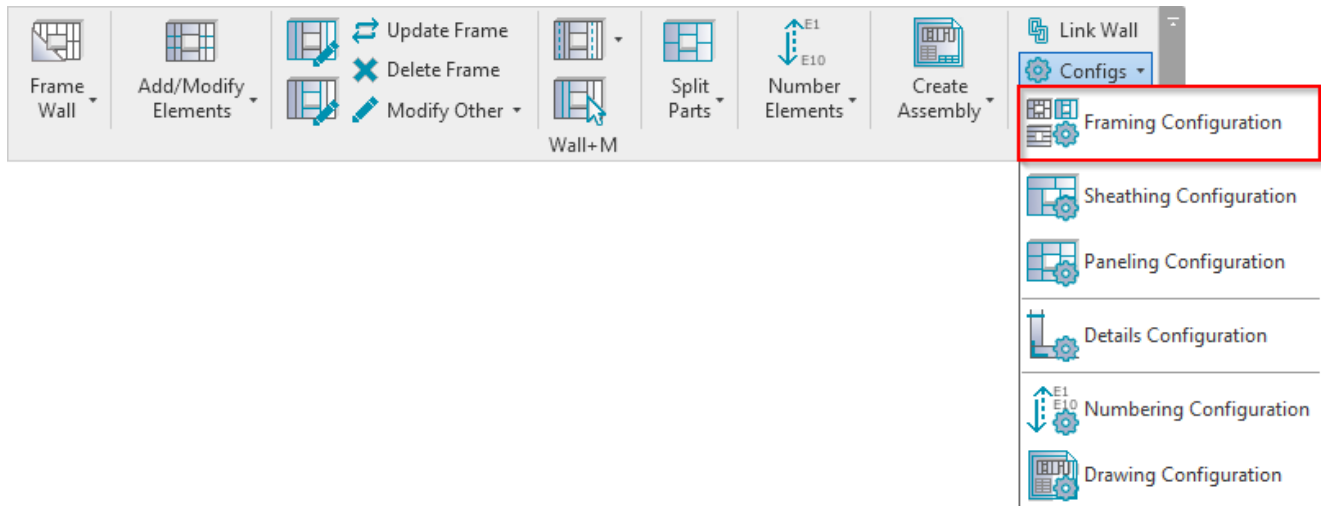 Frame
Wall
Add/Modify
Elements
Update Frame
Delete Frame
Modify Other
Split
Parts
E1
E10
Number
Elements
Create
Assembly
Link Wall
Configs
Wall+M
Framing Configuration
Sheathing Configuration
Paneling Configuration
Details Configuration
E1
E10
Numbering Configuration
Drawing Configuration